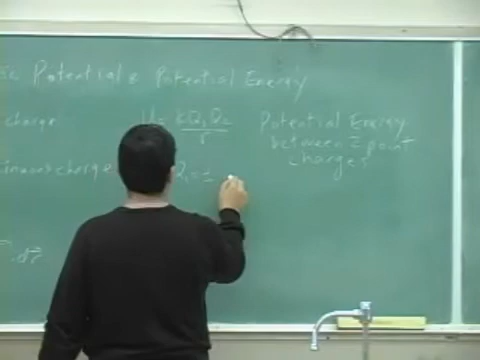 Potential & Potential Energy
charge
U = KQ₁Q₂ / r
Potential Energy
between 2 point
charges
charge
Q₁ = ±